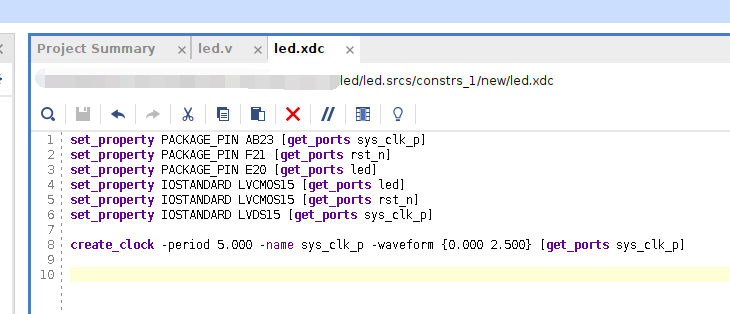 Project Summary led.v led.xdc
led/led.srcs/constrs_1/new/led.xdc
1 set_property PACKAGE_PIN AB23 [get_ports sys_clk_p]
2 set_property PACKAGE_PIN F21 [get_ports rst_n]
3 set_property PACKAGE_PIN E20 [get_ports led]
4 set_property IOSTANDARD LVCMOS15 [get_ports led]
5 set_property IOSTANDARD LVCMOS15 [get_ports rst_n]
6 set_property IOSTANDARD LVDS15 [get_ports sys_clk_p]
7
8 create_clock -period 5.000 -name sys_clk_p -waveform {0.000 2.500} [get_ports sys_clk_p]
9
10